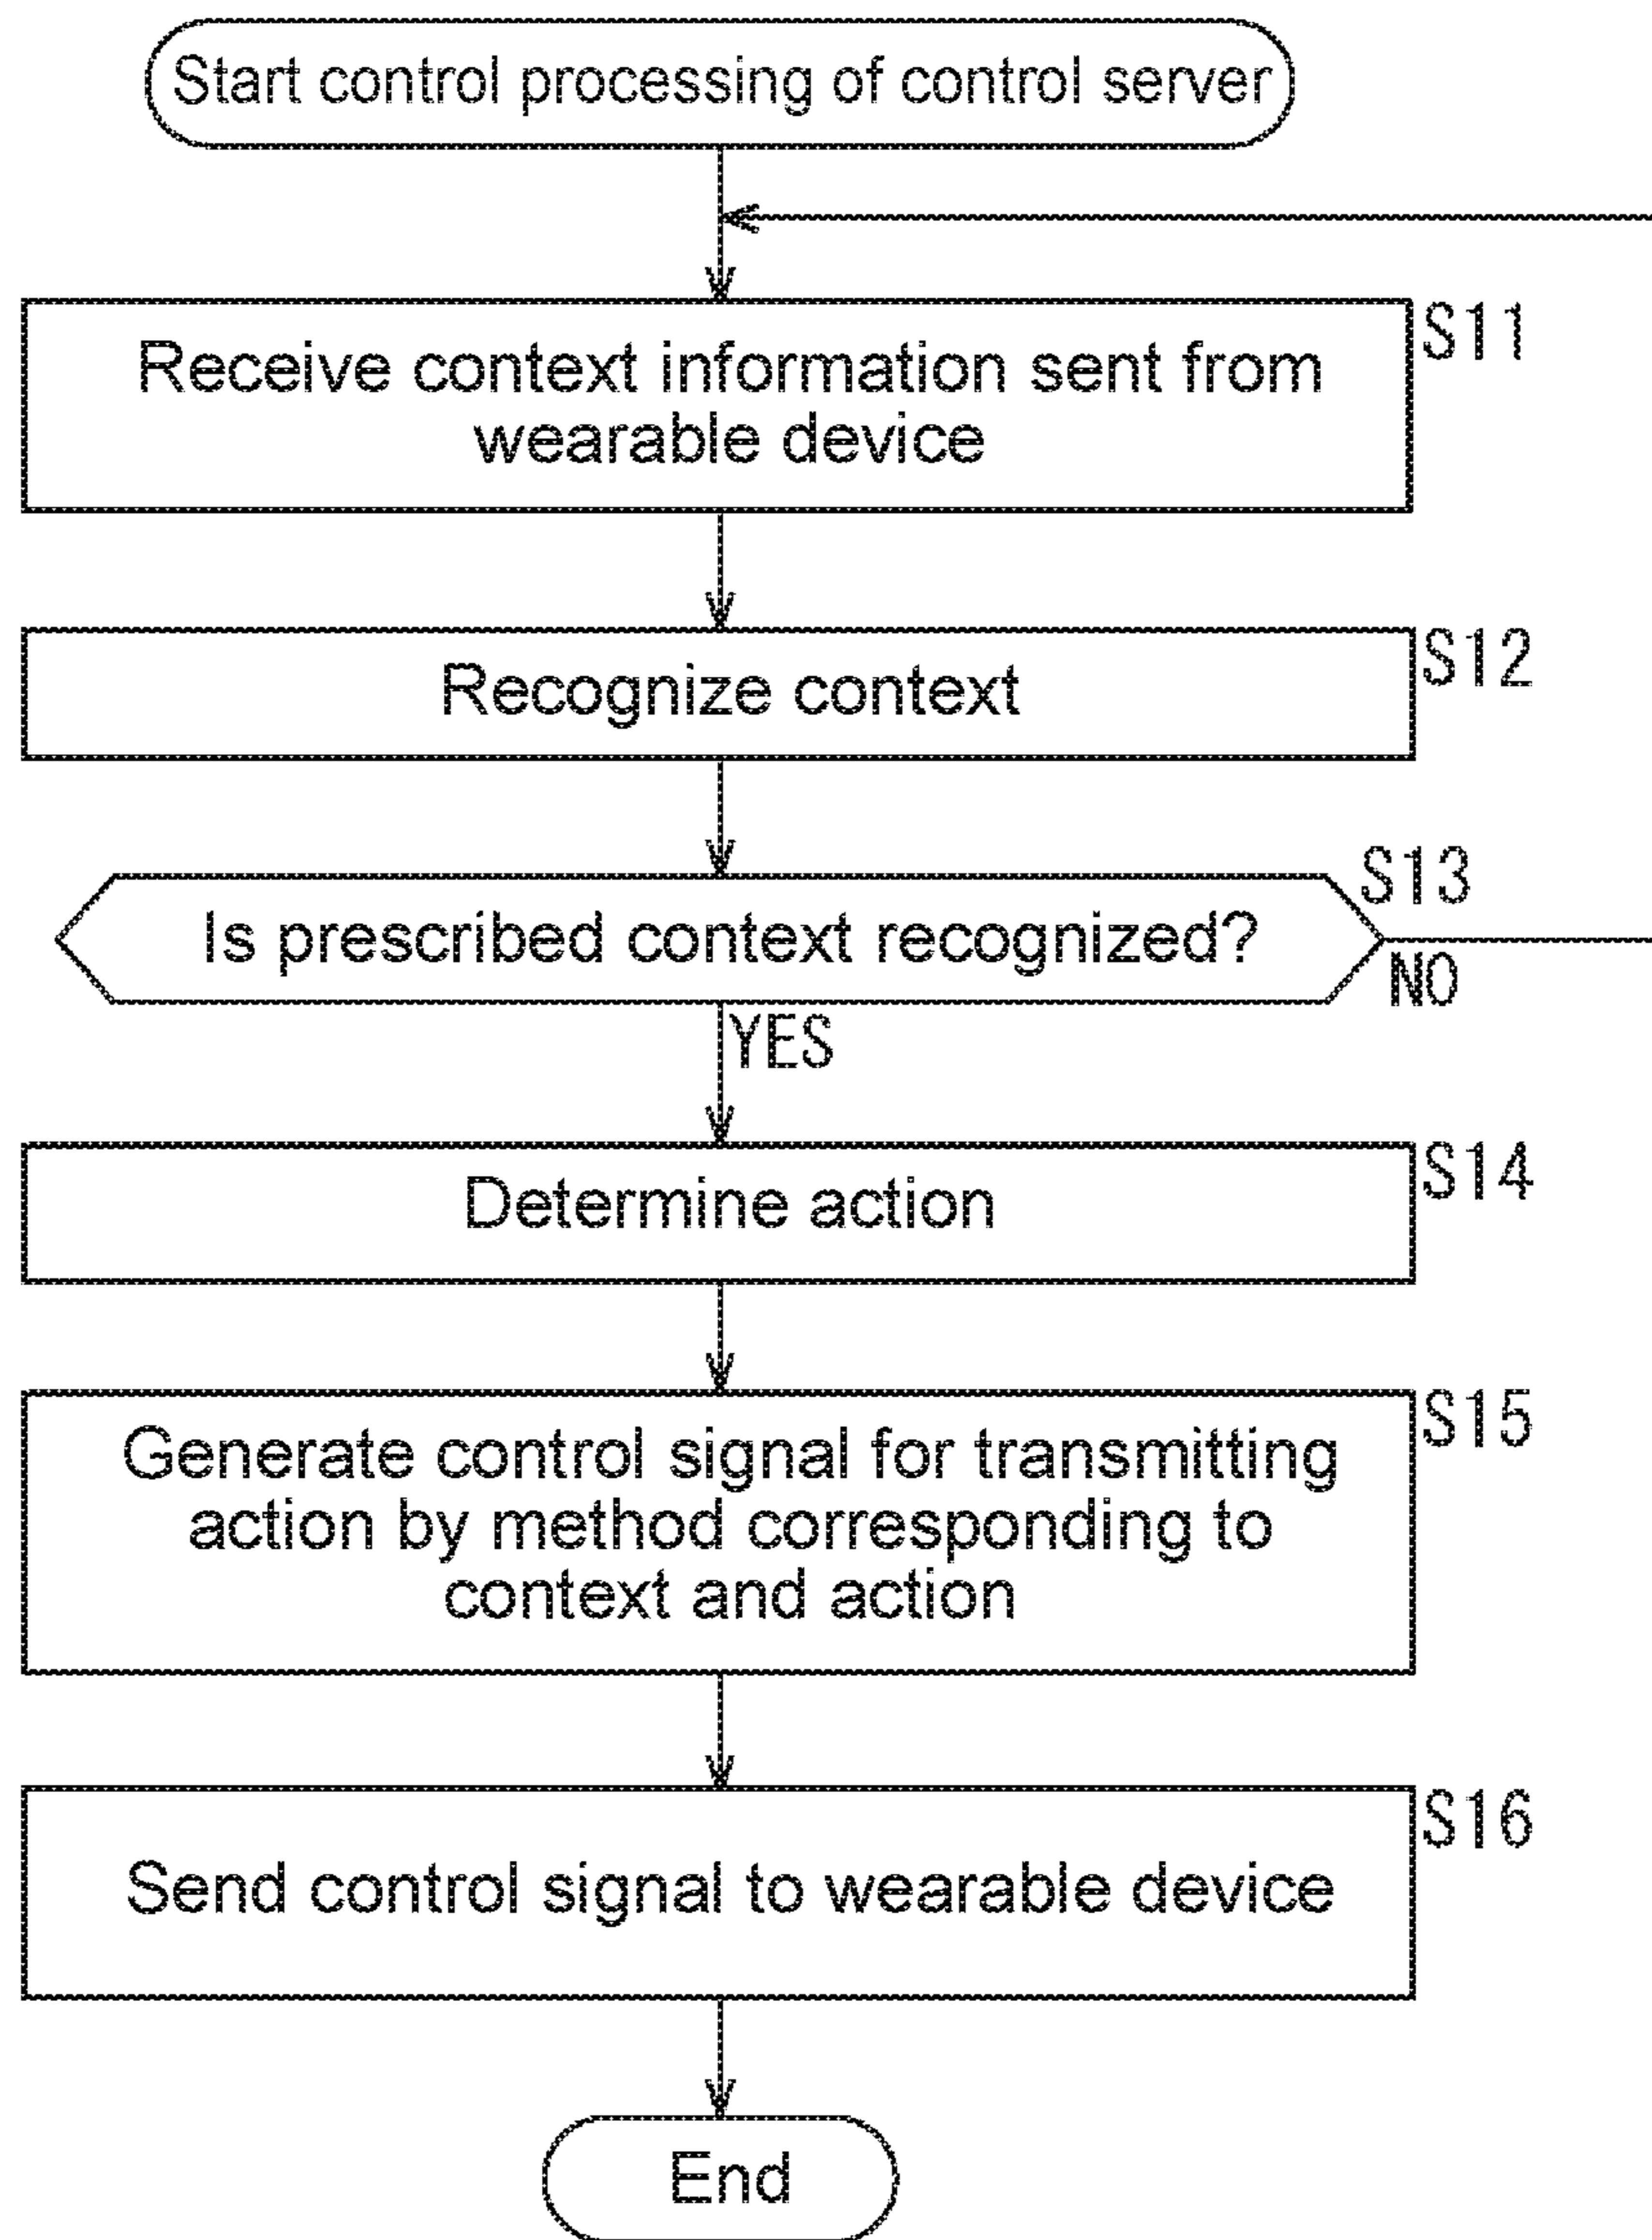 Start control processing of control server
S11
Receive context information sent from
wearable device
S12
Recognize context
S13
Is prescribed context recognized?
NO
YES
S14
Determine action
S15
Generate control signal for transmitting
action by method corresponding to
context and action
S16
Send control signal to wearable device
End